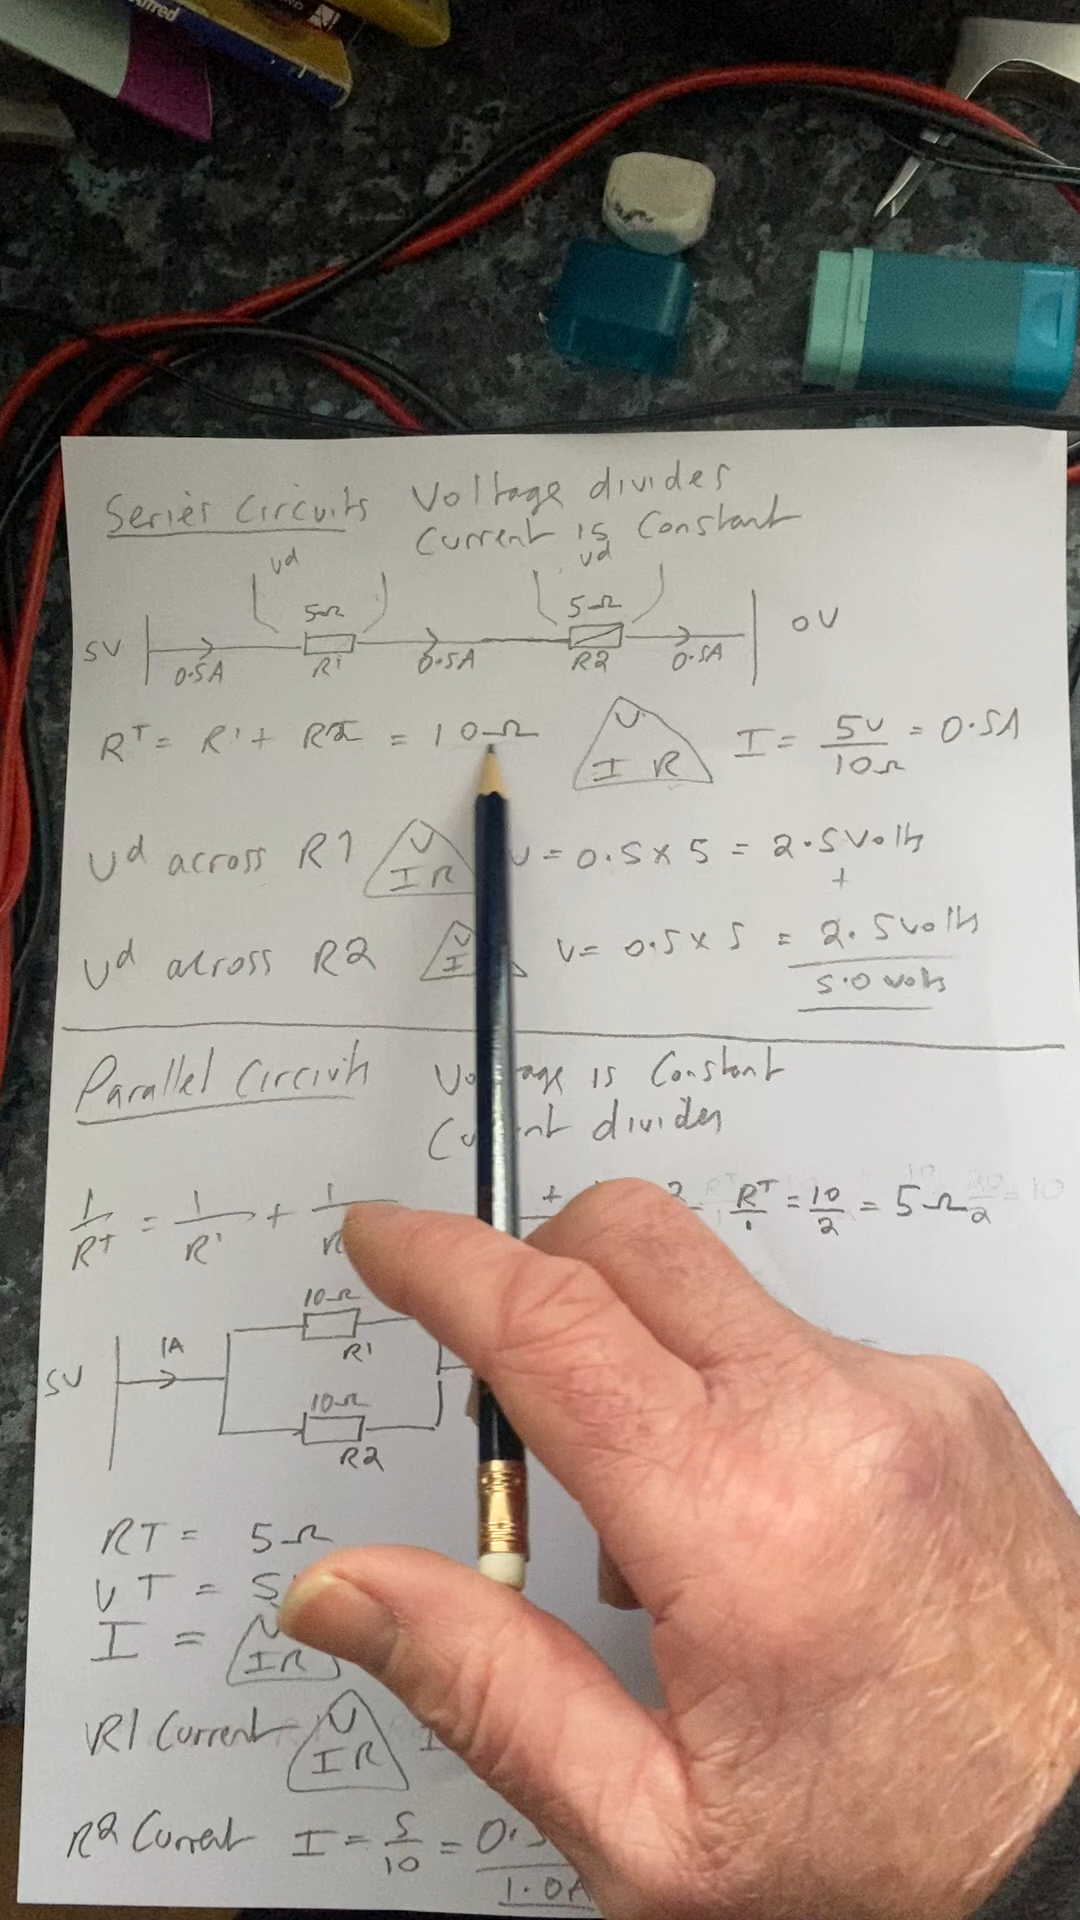 Series Circuits Voltage divides
Current is Constant
Vd Vd
5Ω 5Ω
5V 0V
0.5A R1 0.5A R2 0.5A
RT = R1 + R2 = 10Ω V I R I = 5V/10Ω = 0.5A
Vd across R1 V I R V = 0.5 x 5 = 2.5 Volts
+
Vd across R2 V I V = 0.5 x 5 = 2.5 volts
5.0 volts
Parallel Circuits is Constant
divides
1/RT = 1/R1 + 1/R + RT/1 = 10/2 = 5Ω
10Ω
R1
5V 1A
10Ω
R2
RT = 5Ω
VT = 5
I = V I R
R1 Current V I R I
R2 Current I = 5/10 = 0.5
1.0A